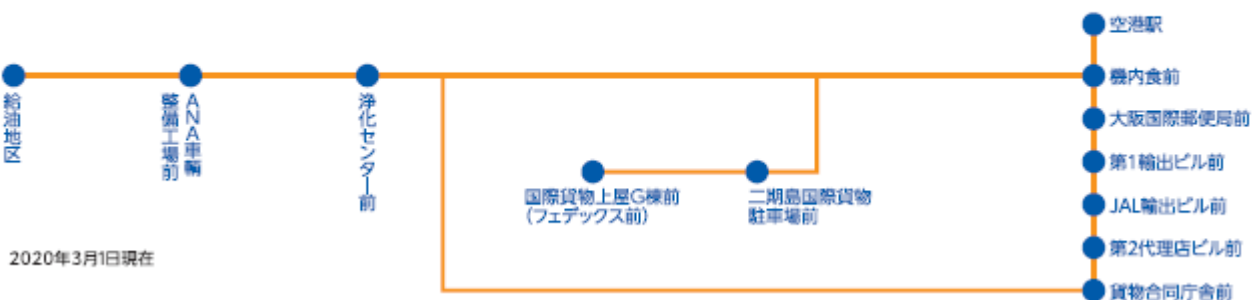 空港駅
機内食前
大阪国際郵便局前
第1輸出ビル前
JAL輸出ビル前
第2代理店ビル前
貨物合同庁舎前
給油地区
ANA車輌
整備工場前
浄化センター前
国際貨物上屋G棟前
(フェデックス前)
二期島国際貨物
駐車場前
2020年3月1日現在